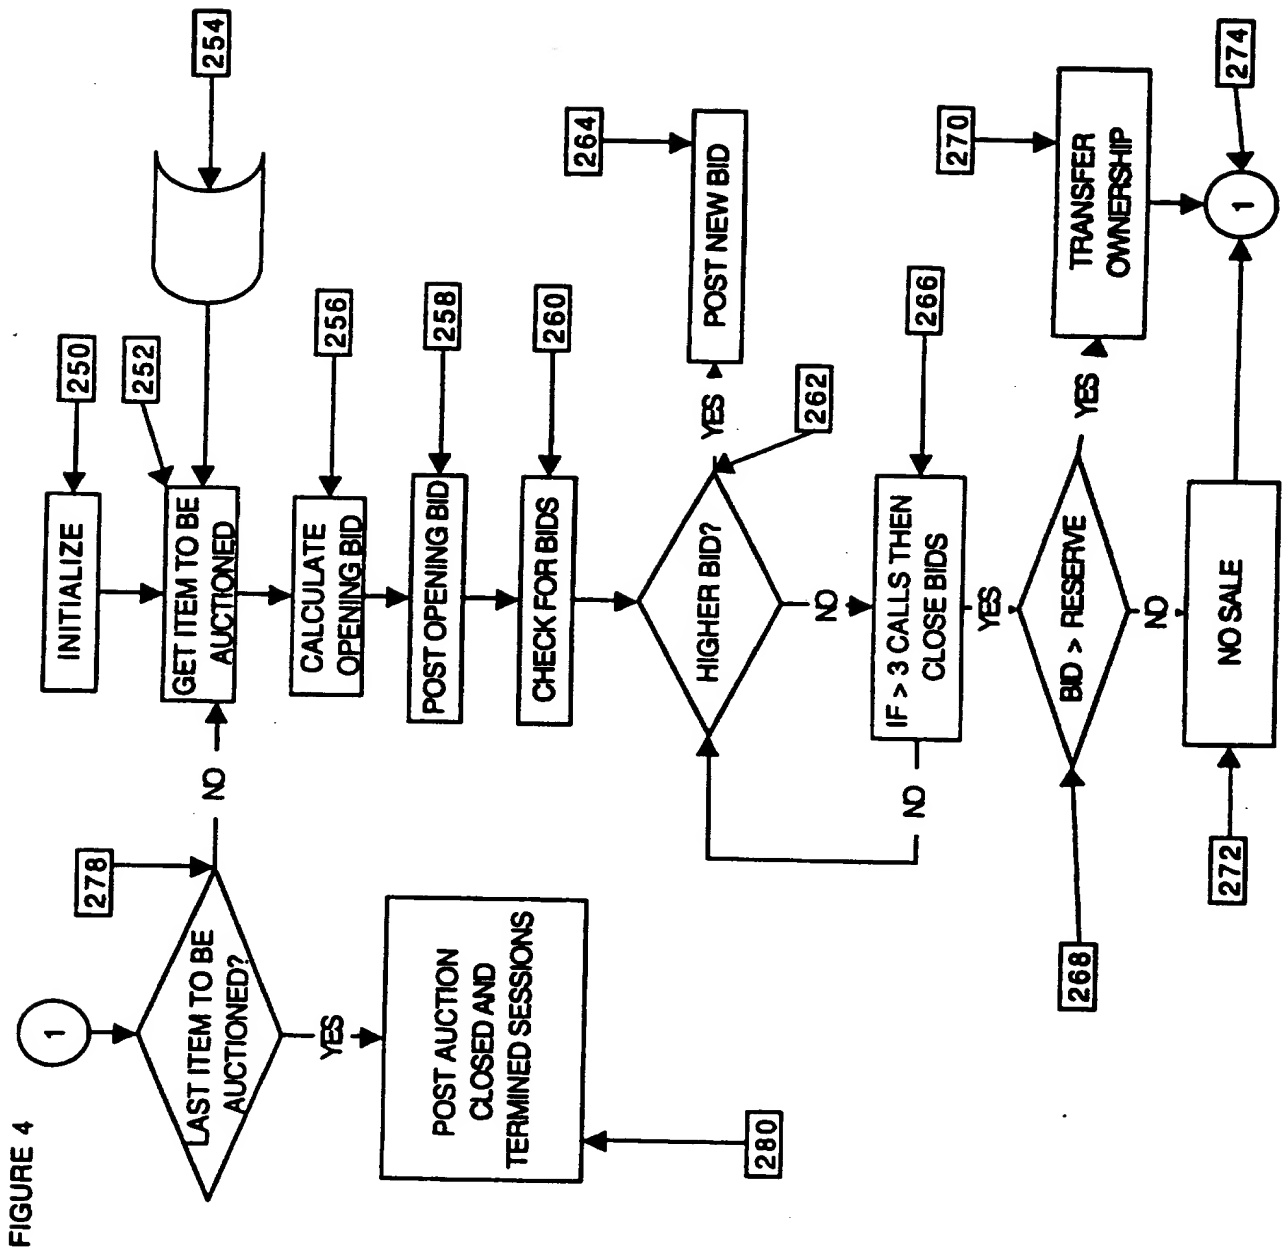 FIGURE 4
1
LAST ITEM TO BE
AUCTIONED?
278
NO
YES
POST AUCTION
CLOSED AND
TERMINED SESSIONS
280
INITIALIZE
250
252
GET ITEM TO BE
AUCTIONED
254
CALCULATE
OPENING BID
256
POST OPENING BID
258
CHECK FOR BIDS
260
HIGHER BID?
262
YES
POST NEW BID
264
NO
IF > 3 CALLS THEN
CLOSE BIDS
266
NO
YES
BID > RESERVE
268
YES
TRANSFER
OWNERSHIP
270
NO
NO SALE
272
1
274